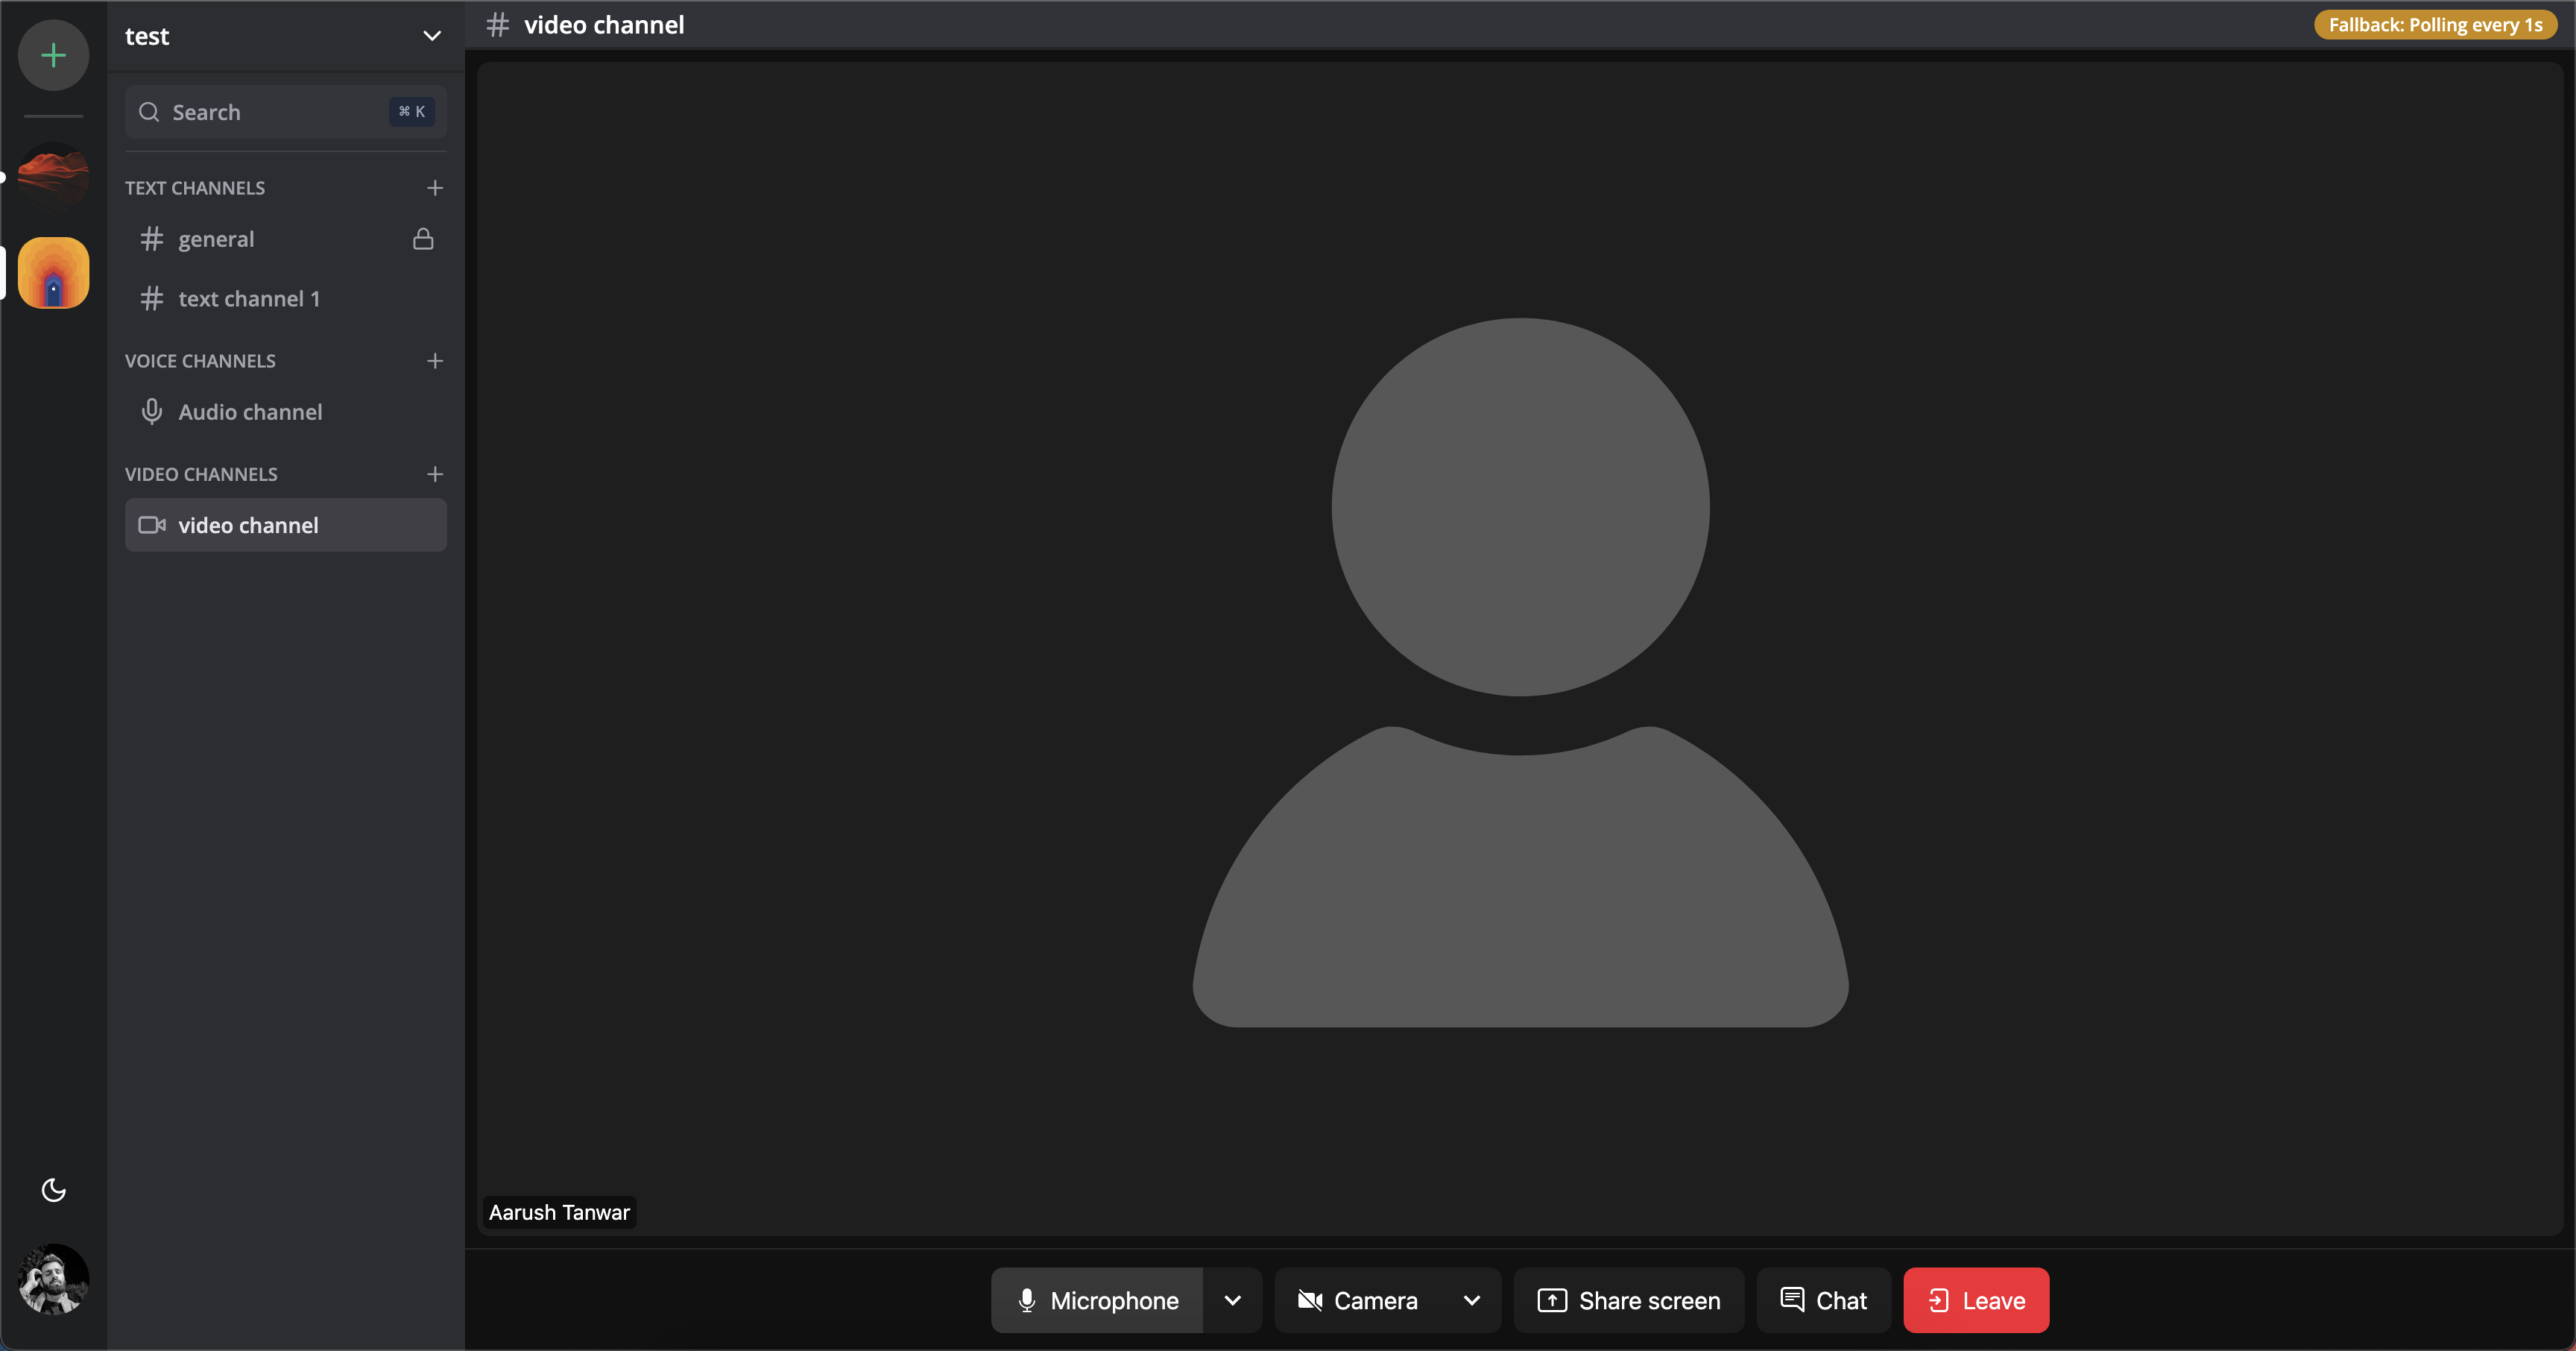 test
Search
⌘ K
TEXT CHANNELS
general
text channel 1
VOICE CHANNELS
Audio channel
VIDEO CHANNELS
video channel
# video channel
Fallback: Polling every 1s
Aarush Tanwar
Microphone
Camera
Share screen
Chat
Leave